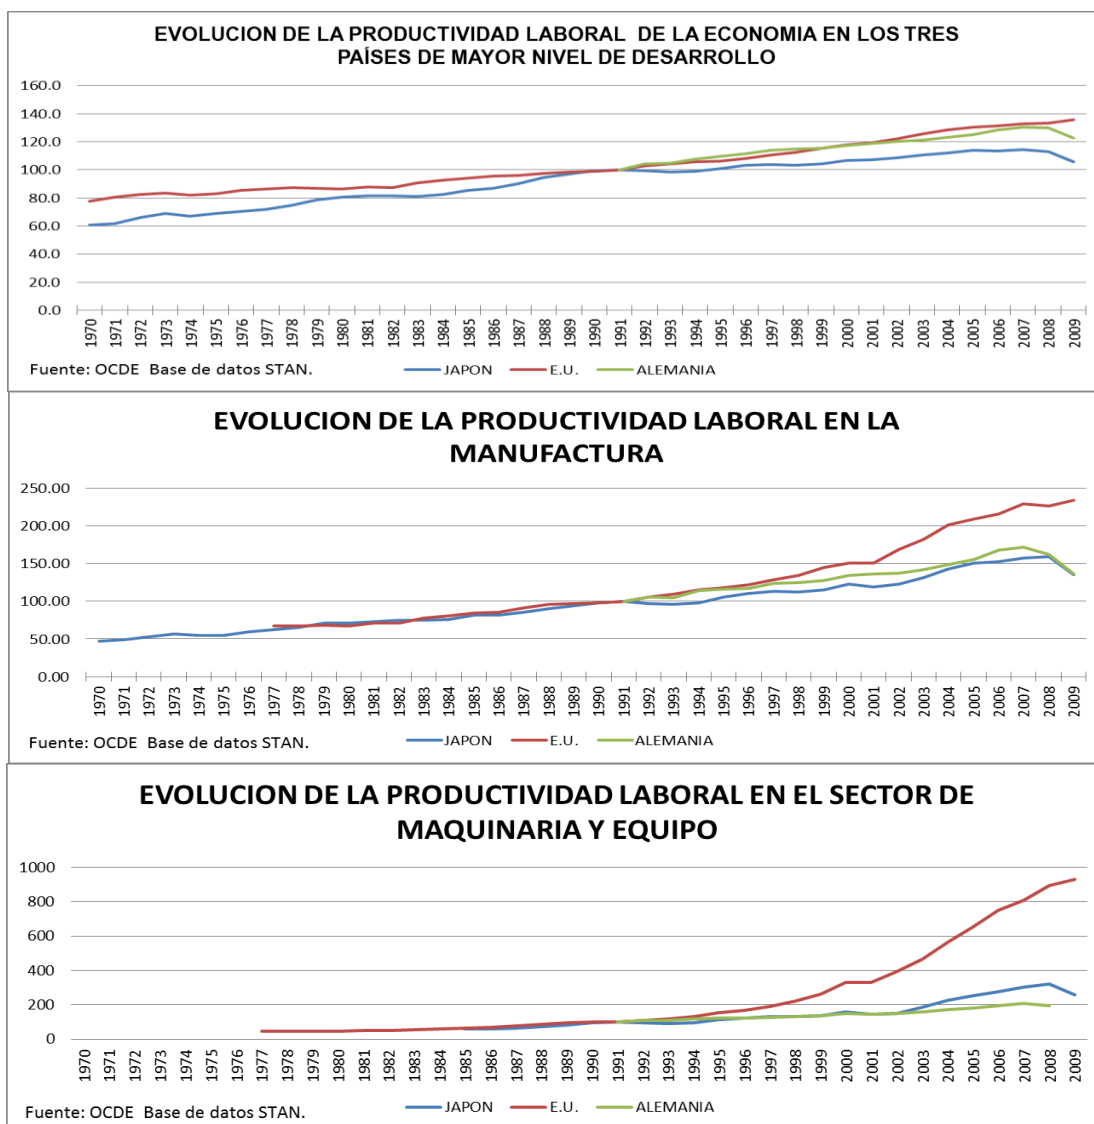 EVOLUCION DE LA PRODUCTIVIDAD LABORAL DE LA ECONOMIA EN LOS TRES
PAÍSES DE MAYOR NIVEL DE DESARROLLO
160.0
140.0
120.0
100.0
80.0
60.0
40.0
20.0
0.0
1970 1971 1972 1973 1974 1975 1976 1977 1978 1979 1980 1981 1982 1983 1984 1985 1986 1987 1988 1989 1990 1991 1992 1993 1994 1995 1996 1997 1998 1999 2000 2001 2002 2003 2004 2005 2006 2007 2008 2009
Fuente: OCDE Base de datos STAN. JAPON E.U. ALEMANIA
EVOLUCION DE LA PRODUCTIVIDAD LABORAL EN LA
MANUFACTURA
250.00
200.00
150.00
100.00
50.00
0.00
1970 1971 1972 1973 1974 1975 1976 1977 1978 1979 1980 1981 1982 1983 1984 1985 1986 1987 1988 1989 1990 1991 1992 1993 1994 1995 1996 1997 1998 1999 2000 2001 2002 2003 2004 2005 2006 2007 2008 2009
Fuente: OCDE Base de datos STAN. JAPON E.U. ALEMANIA
EVOLUCION DE LA PRODUCTIVIDAD LABORAL EN EL SECTOR DE
MAQUINARIA Y EQUIPO
1000
800
600
400
200
0
1970 1971 1972 1973 1974 1975 1976 1977 1978 1979 1980 1981 1982 1983 1984 1985 1986 1987 1988 1989 1990 1991 1992 1993 1994 1995 1996 1997 1998 1999 2000 2001 2002 2003 2004 2005 2006 2007 2008 2009
Fuente: OCDE Base de datos STAN. JAPON E.U. ALEMANIA